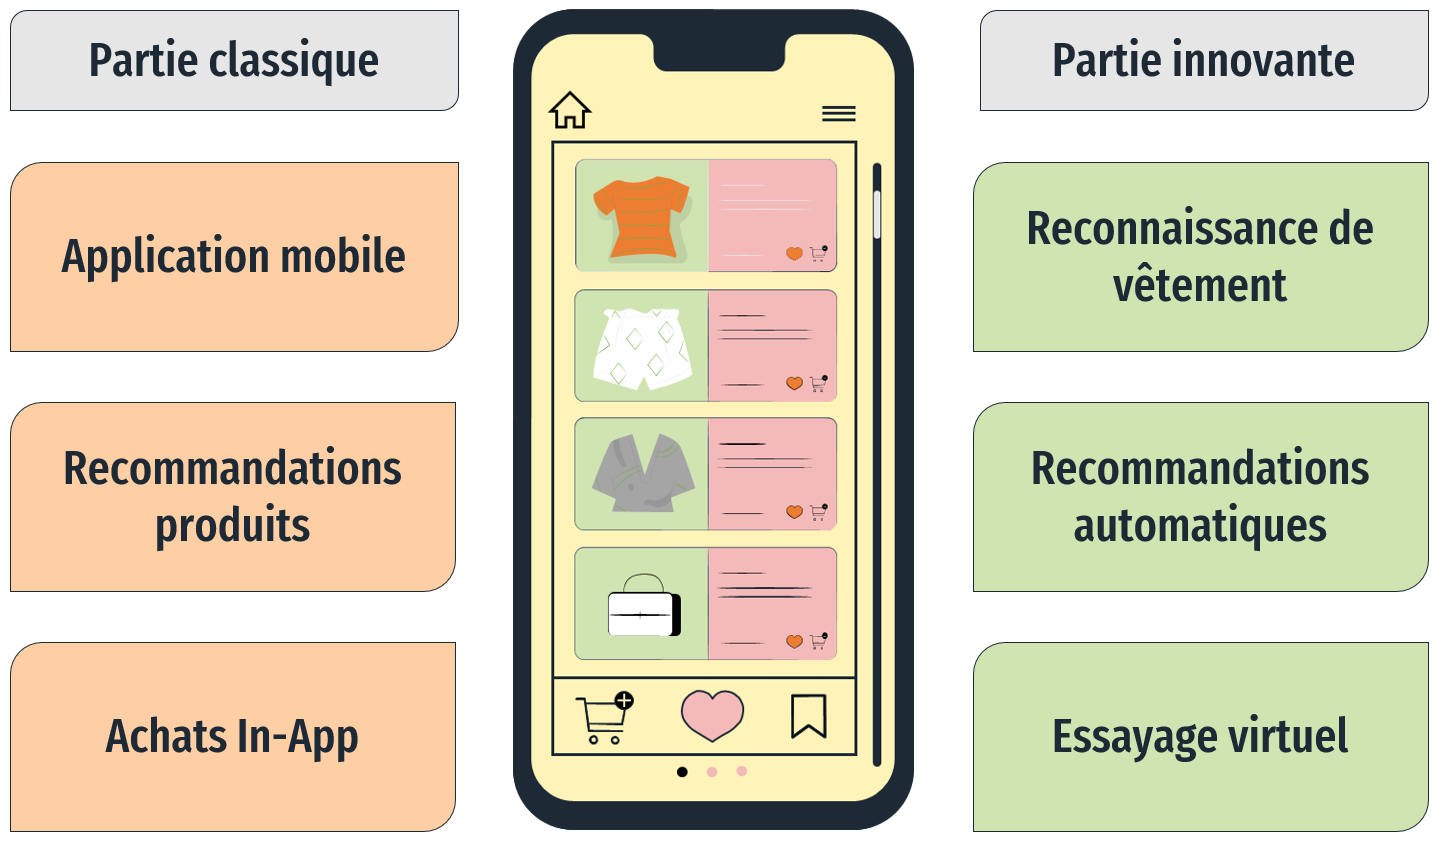 Partie classique
Partie innovante
Application mobile
Reconnaissance de
vêtement
Recommandations
produits
Recommandations
automatiques
Achats In-App
Essayage virtuel